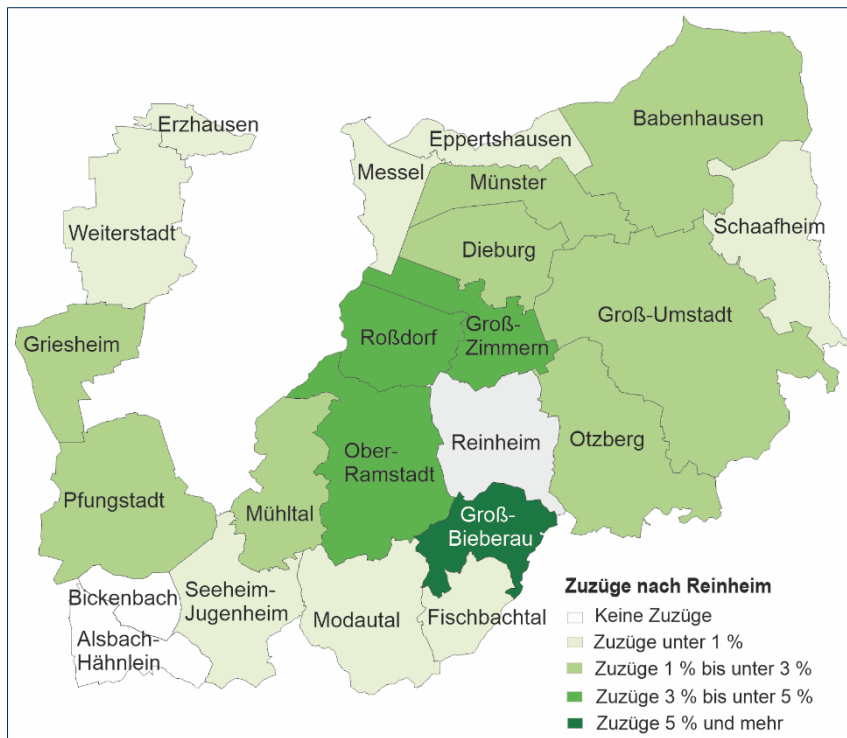 Erzhausen
Babenhausen
Eppertshausen
Messel
Münster
Schaafheim
Weiterstadt
Dieburg
Groß-Umstadt
Griesheim
Roßdorf
Groß-
Zimmern
Reinheim
Otzberg
Ober-
Ramstadt
Pfungstadt
Mühltal
Groß-
Bieberau
Bickenbach
Seeheim-
Jugenheim
Modautal
Fischbachtal
Alsbach-
Hähnlein
Zuzüge nach Reinheim
Keine Zuzüge
Zuzüge unter 1 %
Zuzüge 1 % bis unter 3 %
Zuzüge 3 % bis unter 5 %
Zuzüge 5 % und mehr